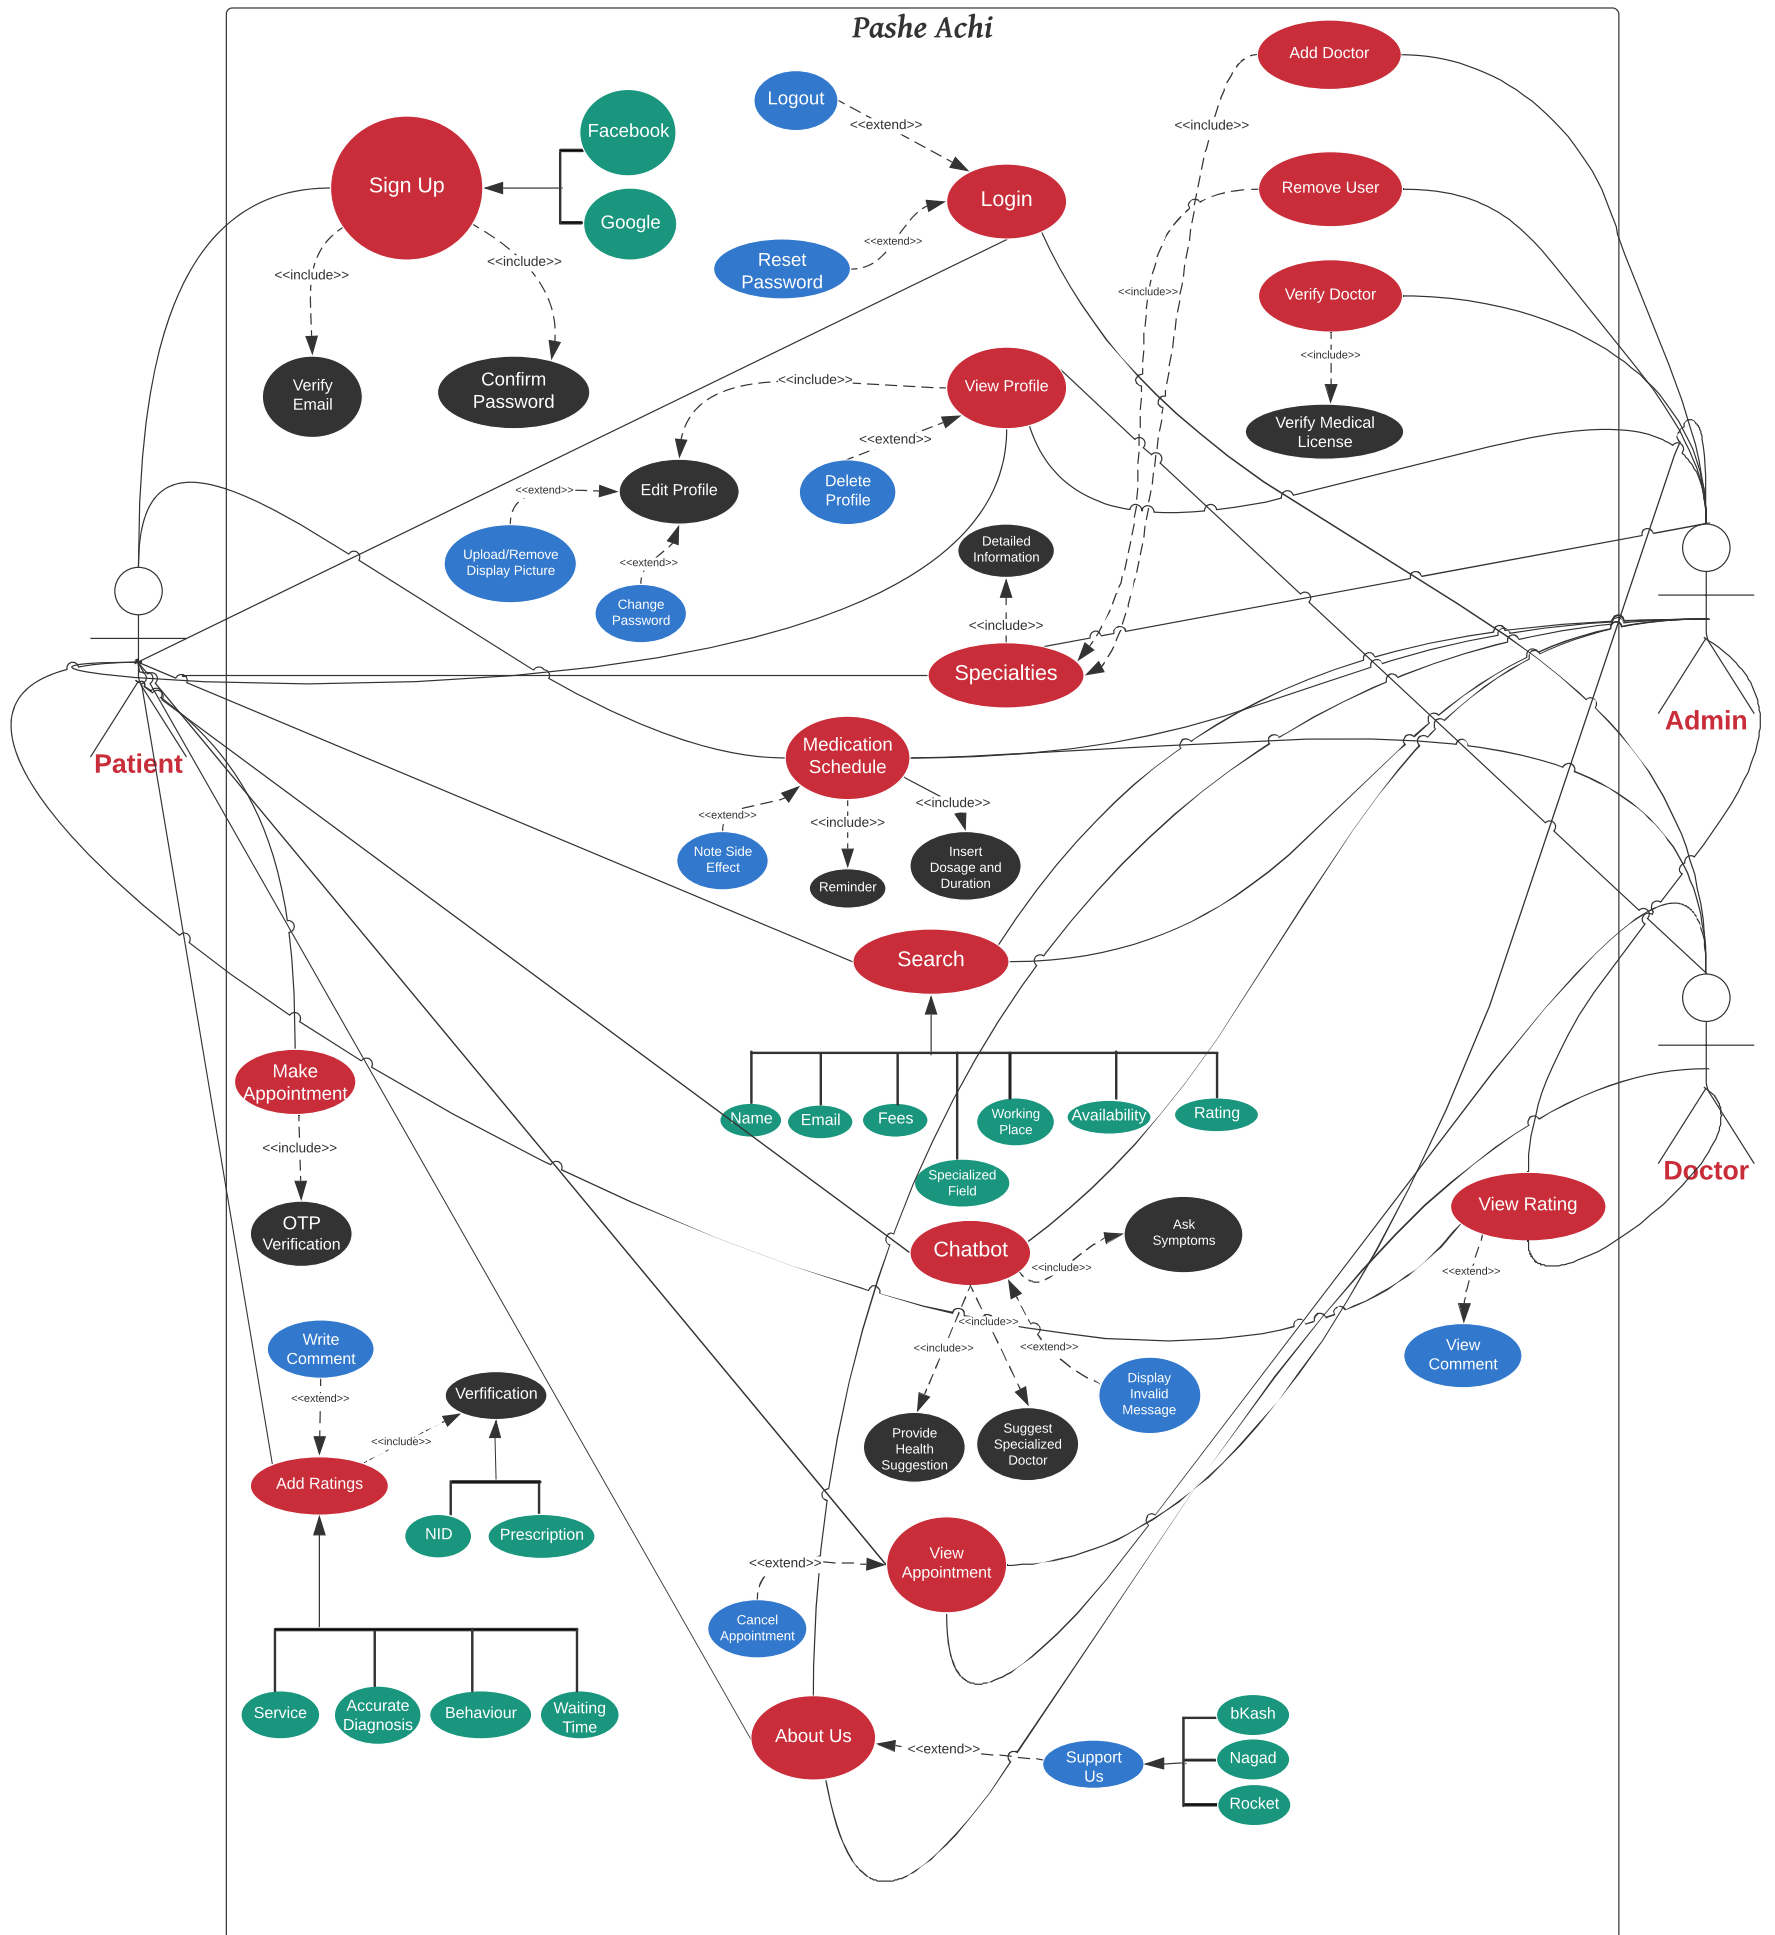 Pashe Achi
Add Doctor
Logout
<<extend>>
<<include>>
Facebook
Sign Up
Google
Login
Remove User
<<extend>>
Reset
Password
<<include>>
<<include>>
<<include>>
Verify Doctor
<<include>>
Verify
Email
Confirm
Password
<<include>>
View Profile
Verify Medical
License
<<extend>>
<<extend>>
Edit Profile
Delete
Profile
Upload/Remove
Display Picture
<<extend>>
Change
Password
Detailed
Information
<<include>>
Specialties
Admin
Patient
Medication
Schedule
<<extend>>
<<include>>
<<include>>
Note Side
Effect
Reminder
Insert
Dosage and
Duration
Search
Make
Appointment
Name
Email
Fees
Working
Place
Availability
Rating
<<include>>
Specialized
Field
Doctor
View Rating
OTP
Verification
Chatbot
Ask
Symptoms
<<include>>
<<extend>>
<<include>>
<<include>>
<<extend>>
Write
Comment
View
Comment
<<extend>>
Verfification
Display
Invalid
Message
<<include>>
Provide
Health
Suggestion
Suggest
Specialized
Doctor
Add Ratings
NID
Prescription
View
Appointment
<<extend>>
Cancel
Appointment
Service
Accurate
Diagnosis
Behaviour
Waiting
Time
About Us
<<extend>>
Support
Us
bKash
Nagad
Rocket